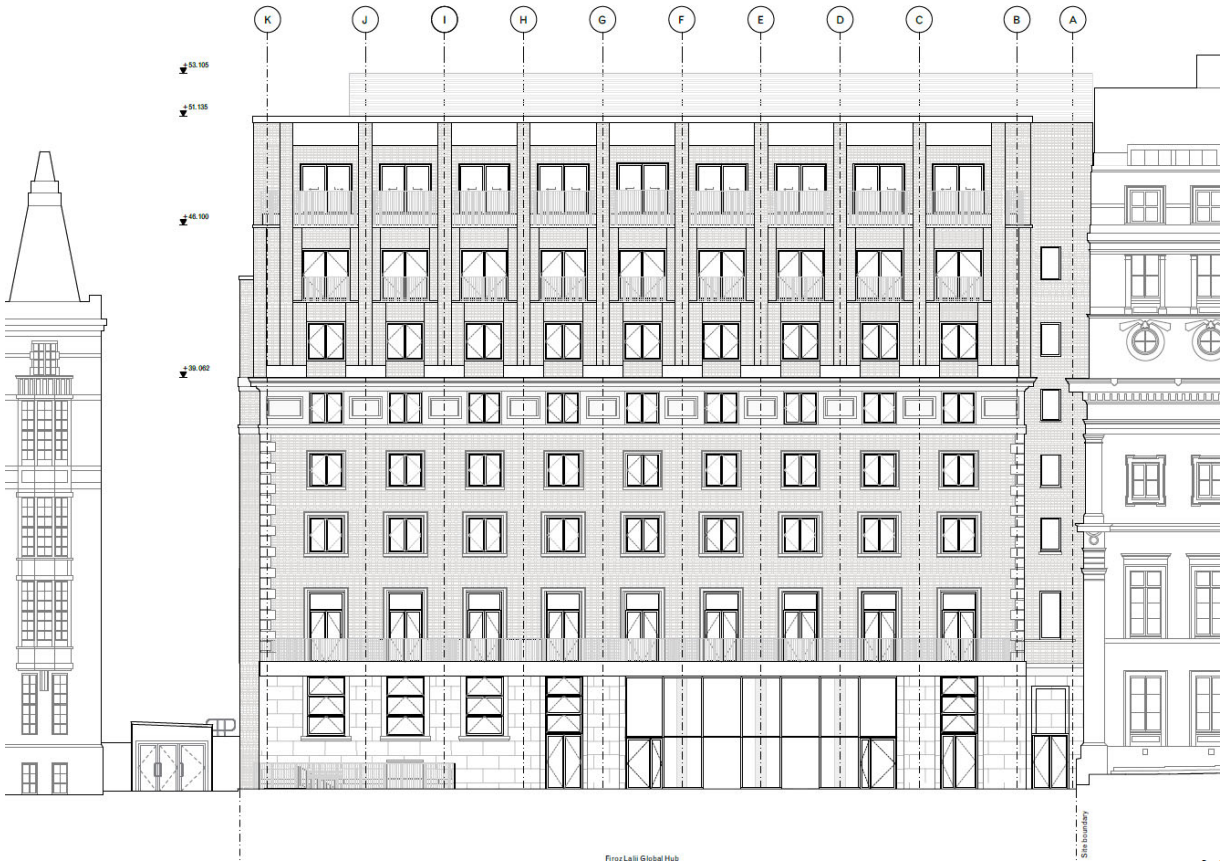 K J I H G F E D C B A
+53.105
+51.135
+46.100
+39.062
Site boundary
Firoz Lalji Global Hub